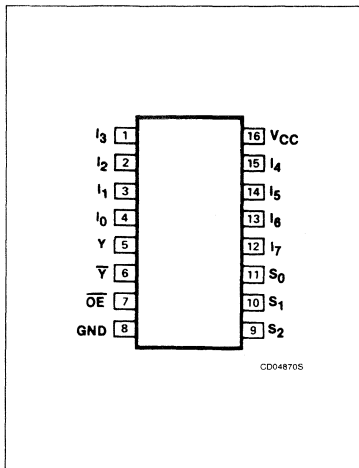 I3 1 16 VCC
I2 2 15 I4
I1 3 14 I5
I0 4 13 I6
Y 5 12 I7
Y̅ 6 11 S0
O̅E̅ 7 10 S1
GND 8 9 S2
CD04870S